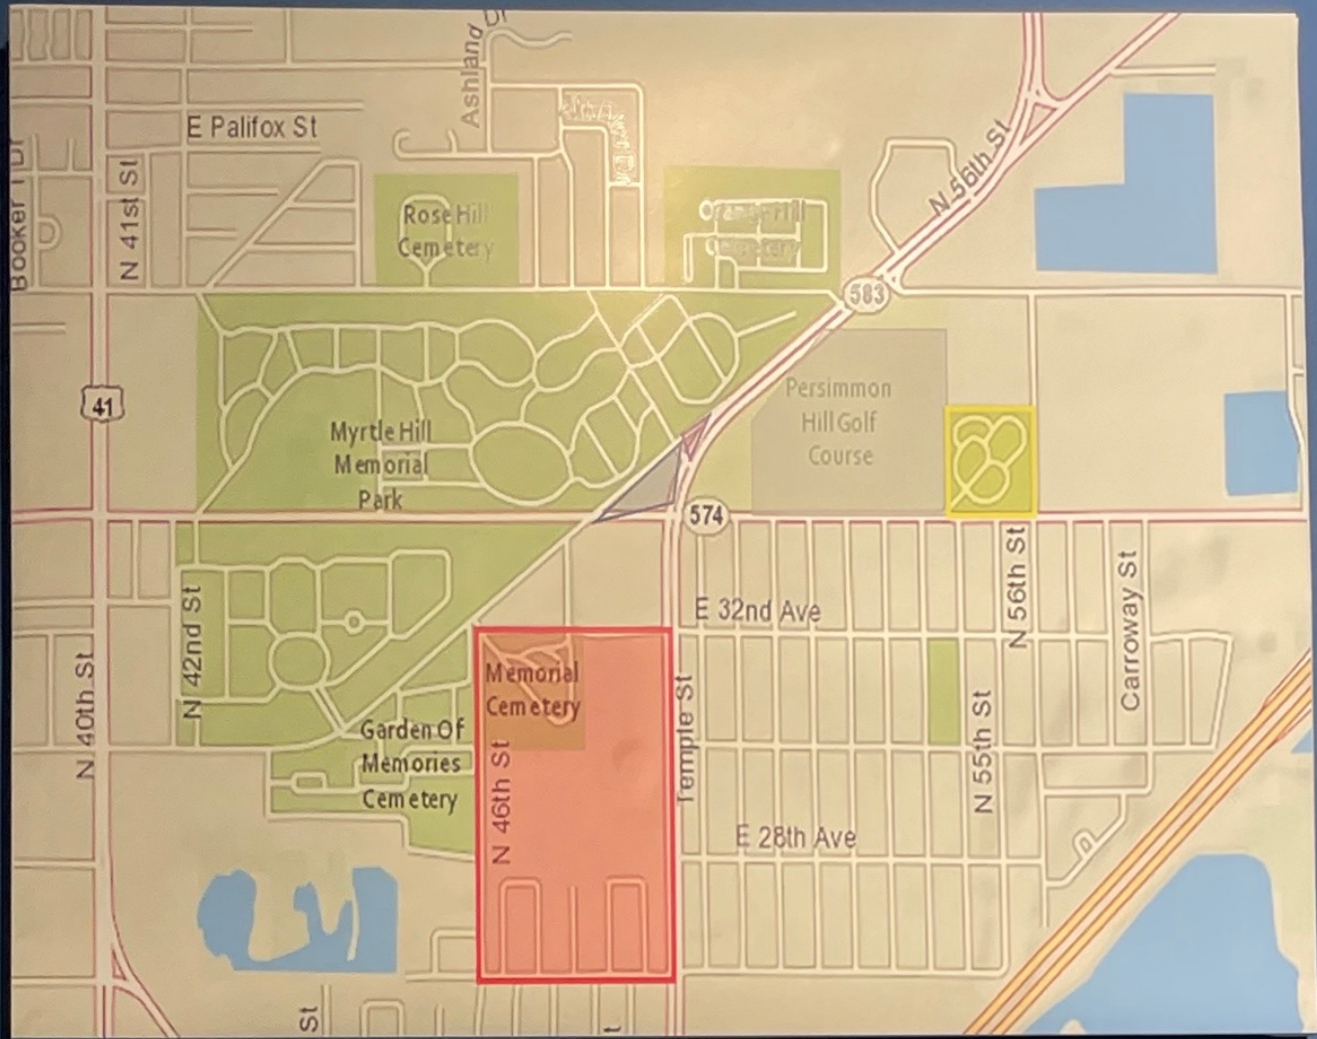 Ashland Dr
E Palifox St
Booker T Dr
N 41st St
Rose Hill
Cemetery
N 56th St
583
41
Persimmon
Hill Golf
Course
Myrtle Hill
Memorial
Park
574
N 42nd St
E 32nd Ave
N 56th St
Carroway St
N 40th St
Memorial
Cemetery
Garden Of
Memories
Cemetery
N 46th St
Temple St
N 55th St
E 28th Ave
St
t